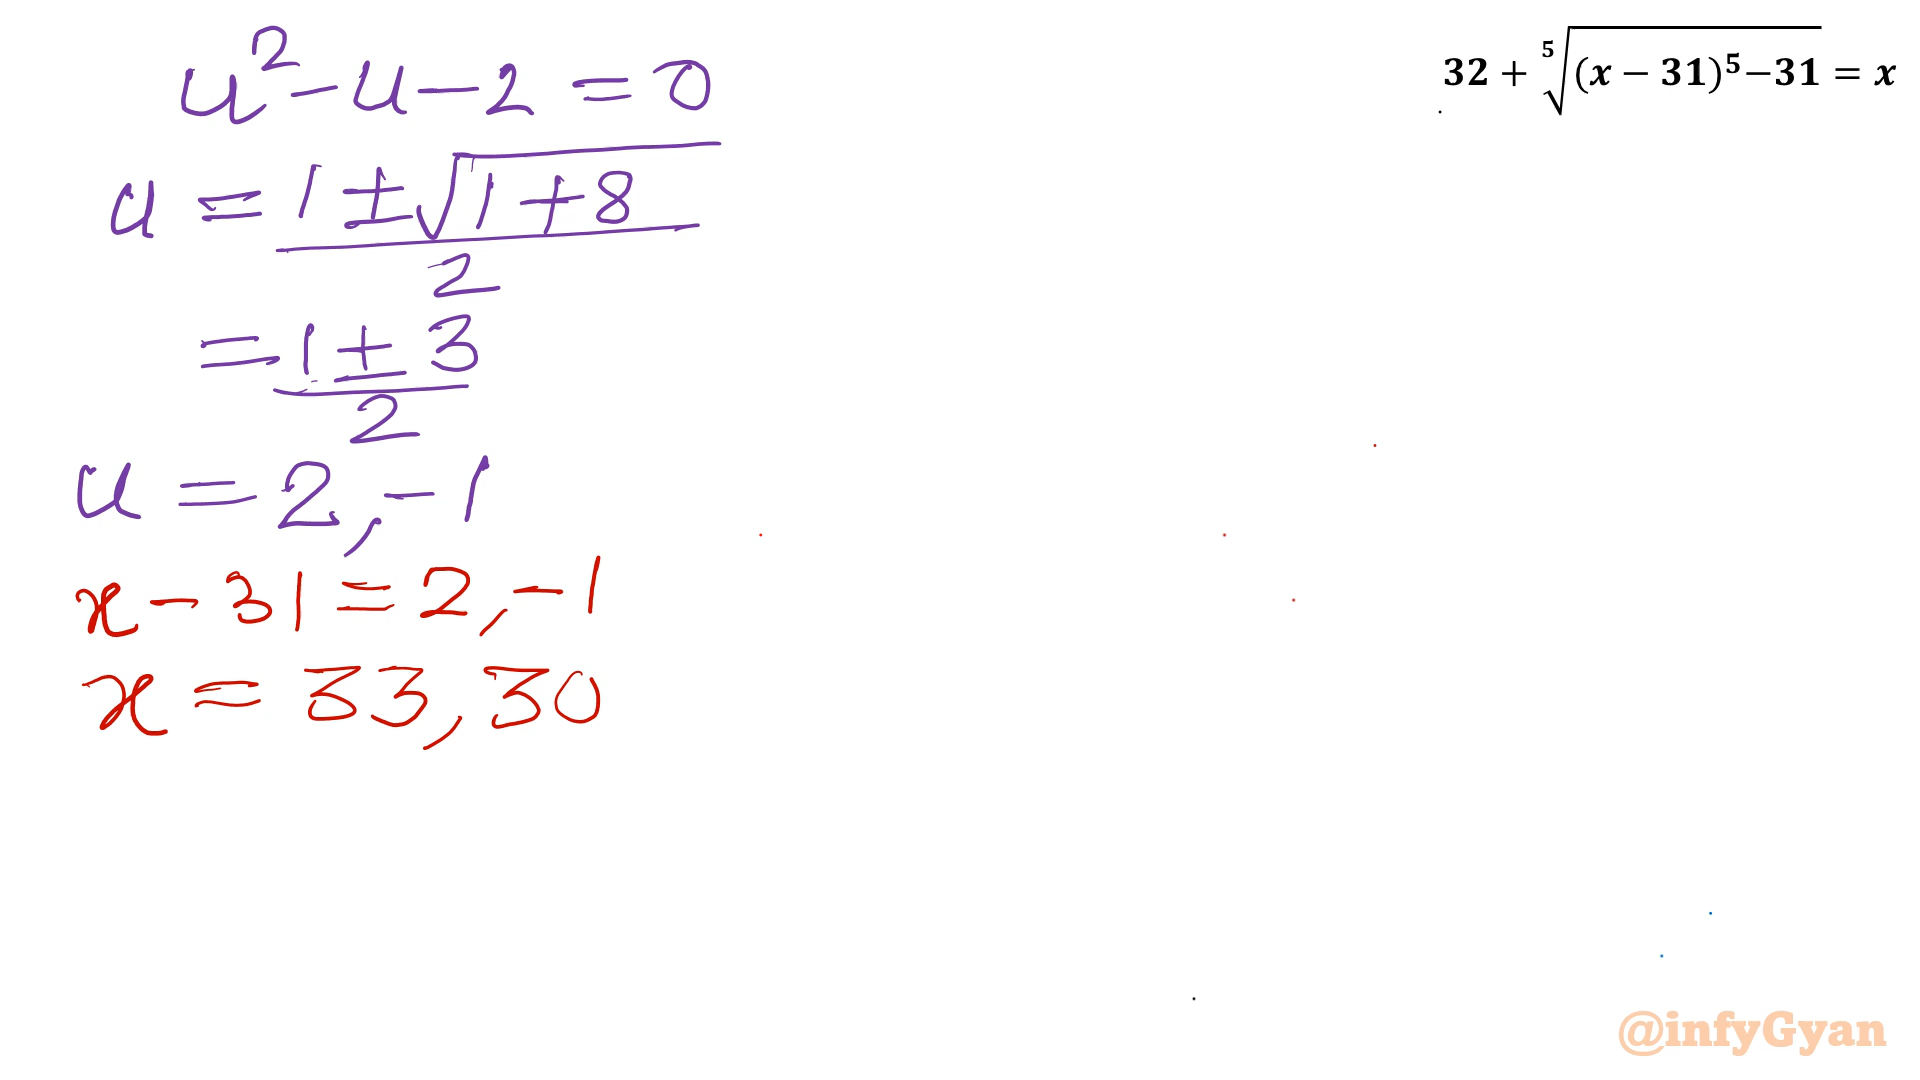 u² - u - 2 = 0
32 + ⁵√((x − 31)⁵−31) = x
u = (1 ± √(1+8))/2
= (1 ± 3)/2
u = 2, -1
x - 31 = 2, -1
x = 33, 30
@infyGyan